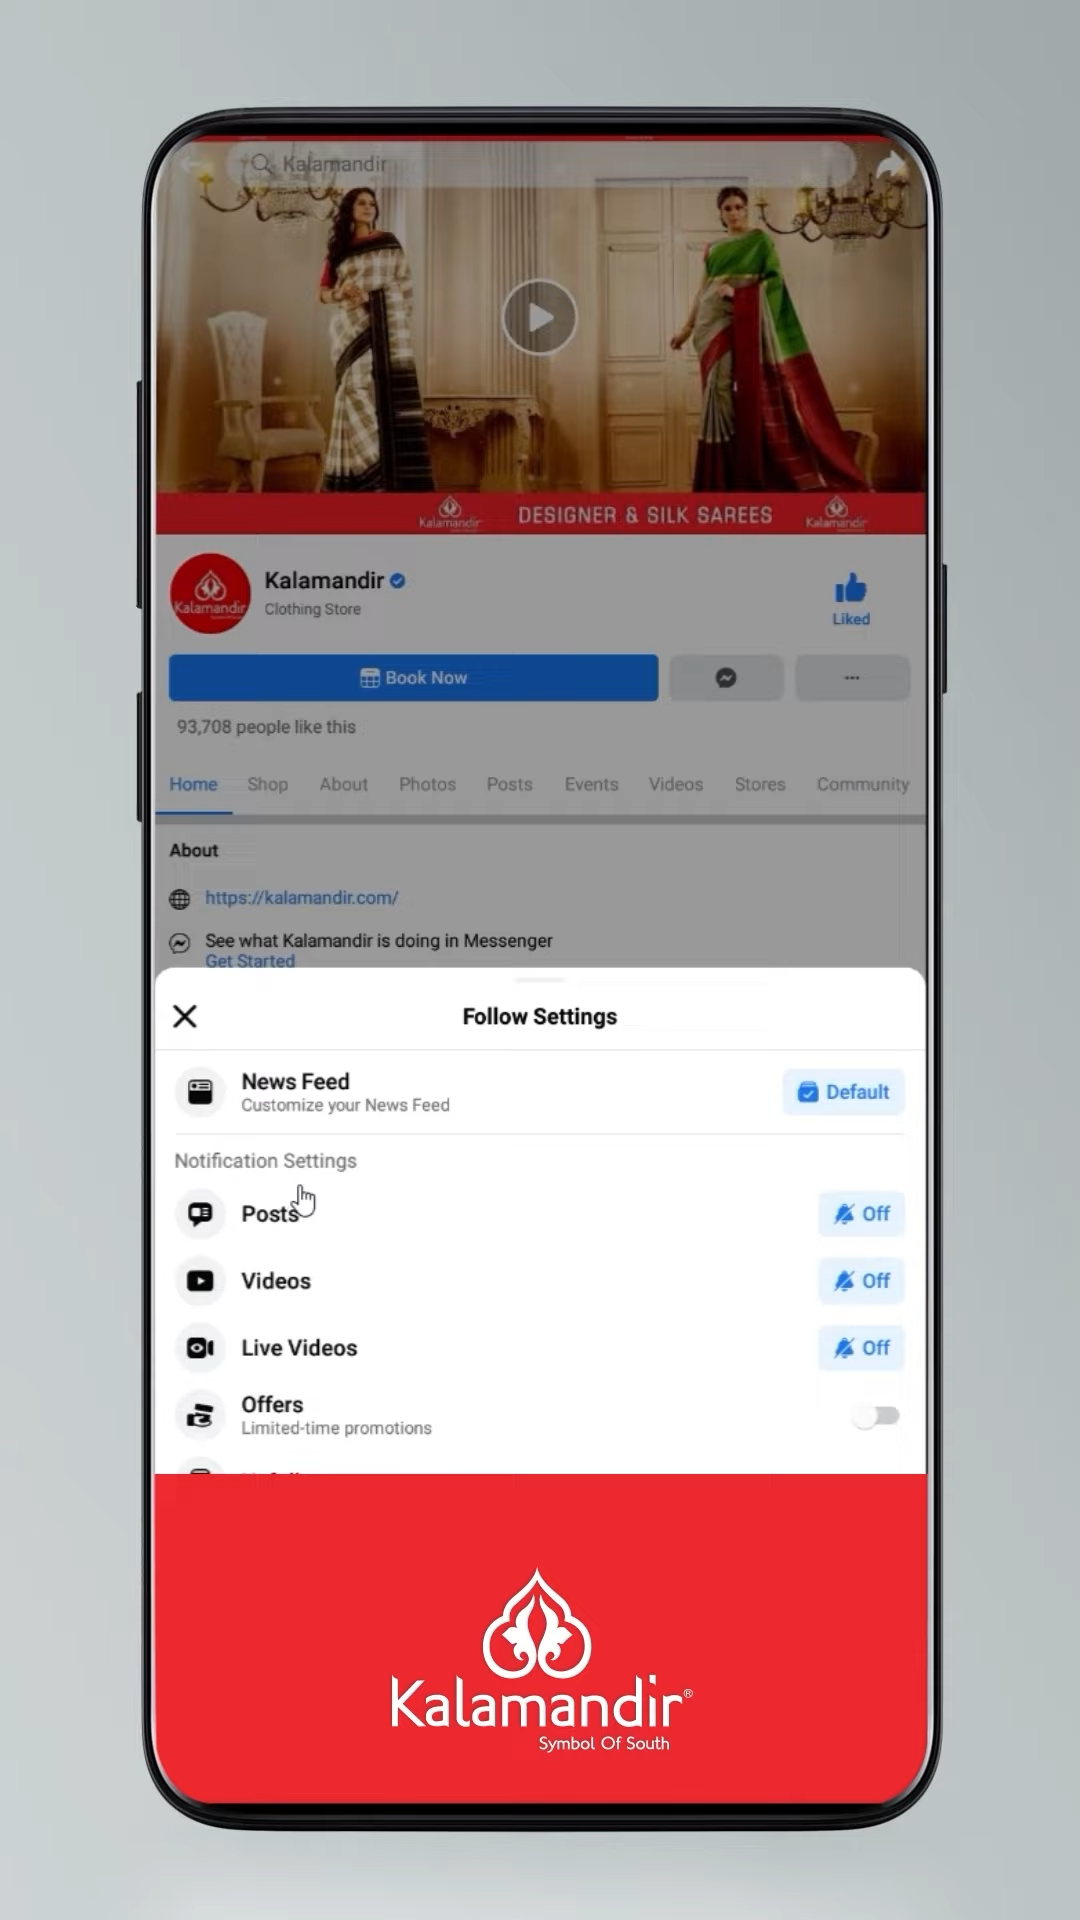 Kalamandir
Kalamandir
DESIGNER & SILK SAREES
Kalamandir
Kalamandir
Kalamandir
Clothing Store
Liked
Book Now
93,708 people like this
Home Shop About Photos Posts Events Videos Stores Community
About
https://kalamandir.com/
See what Kalamandir is doing in Messenger
Get Started
Follow Settings
News Feed
Default
Customize your News Feed
Notification Settings
Posts
Off
Videos
Off
Live Videos
Off
Offers
Limited-time promotions
Kalamandir®
Symbol Of South